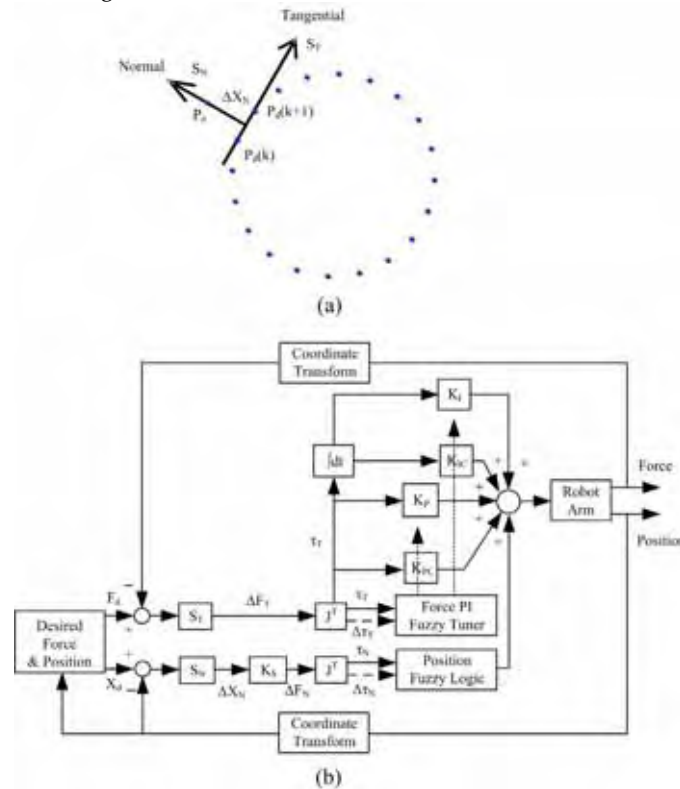 Tangential
S_T
Normal
S_N
ΔX_N
P_a
P_d(k+1)
P_d(k)
(a)
Coordinate
Transform
K_I
∫dt
K_IC
+
+
K_P
+
Force
Robot
Arm
Position
τ_T
+
+
K_PC
−
F_d
+
S_T
ΔF_T
J^T
τ_T
Δτ_T
Force PI
Fuzzy Tuner
Desired
Force
& Position
+
X_d
−
S_N
ΔX_N
K_S
ΔF_N
J^T
τ_N
Δτ_N
Position
Fuzzy Logic
Coordinate
Transform
(b)